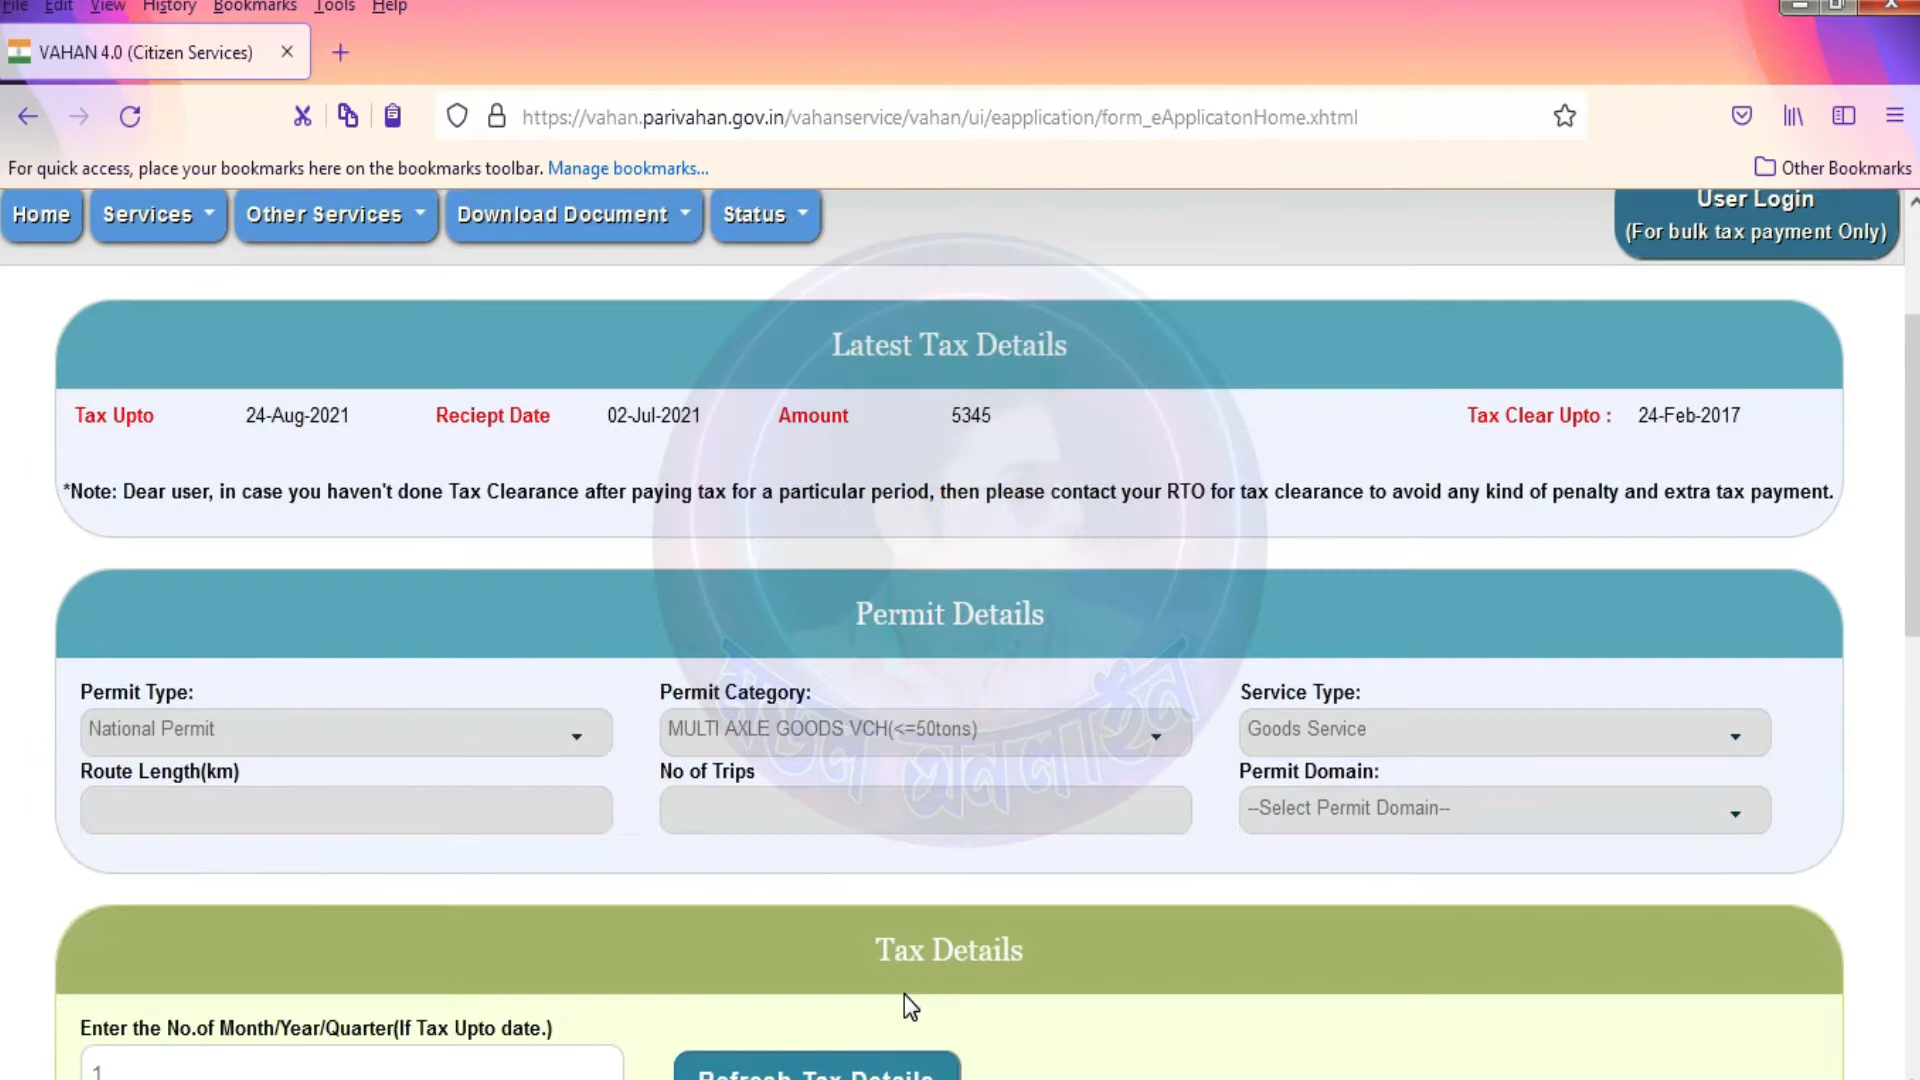 File Edit View History Bookmarks Tools Help
VAHAN 4.0 (Citizen Services)
https://vahan.parivahan.gov.in/vahanservice/vahan/ui/eapplication/form_eApplicatonHome.xhtml
For quick access, place your bookmarks here on the bookmarks toolbar. Manage bookmarks...
Other Bookmarks
Home Services Other Services Download Document Status
User Login
(For bulk tax payment Only)
Latest Tax Details
Tax Upto 24-Aug-2021 Reciept Date 02-Jul-2021 Amount 5345 Tax Clear Upto : 24-Feb-2017
*Note: Dear user, in case you haven't done Tax Clearance after paying tax for a particular period, then please contact your RTO for tax clearance to avoid any kind of penalty and extra tax payment.
Permit Details
Permit Type: Permit Category: Service Type:
National Permit MULTI AXLE GOODS VCH(<=50tons) Goods Service
Route Length(km) No of Trips Permit Domain:
--Select Permit Domain--
Tax Details
Enter the No.of Month/Year/Quarter(If Tax Upto date.)
1
Refresh Tax Details